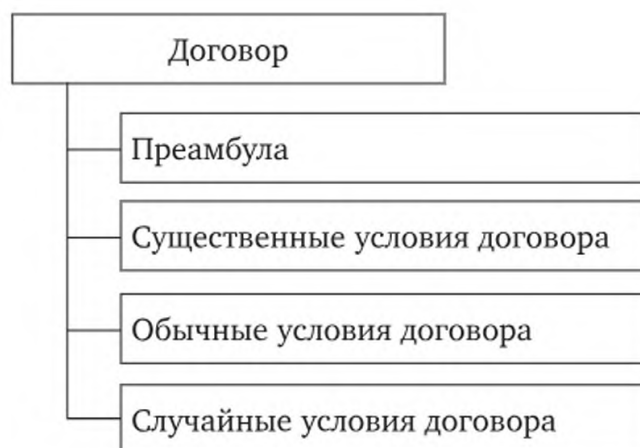 Договор
Преамбула
Существенные условия договора
Обычные условия договора
Случайные условия договора